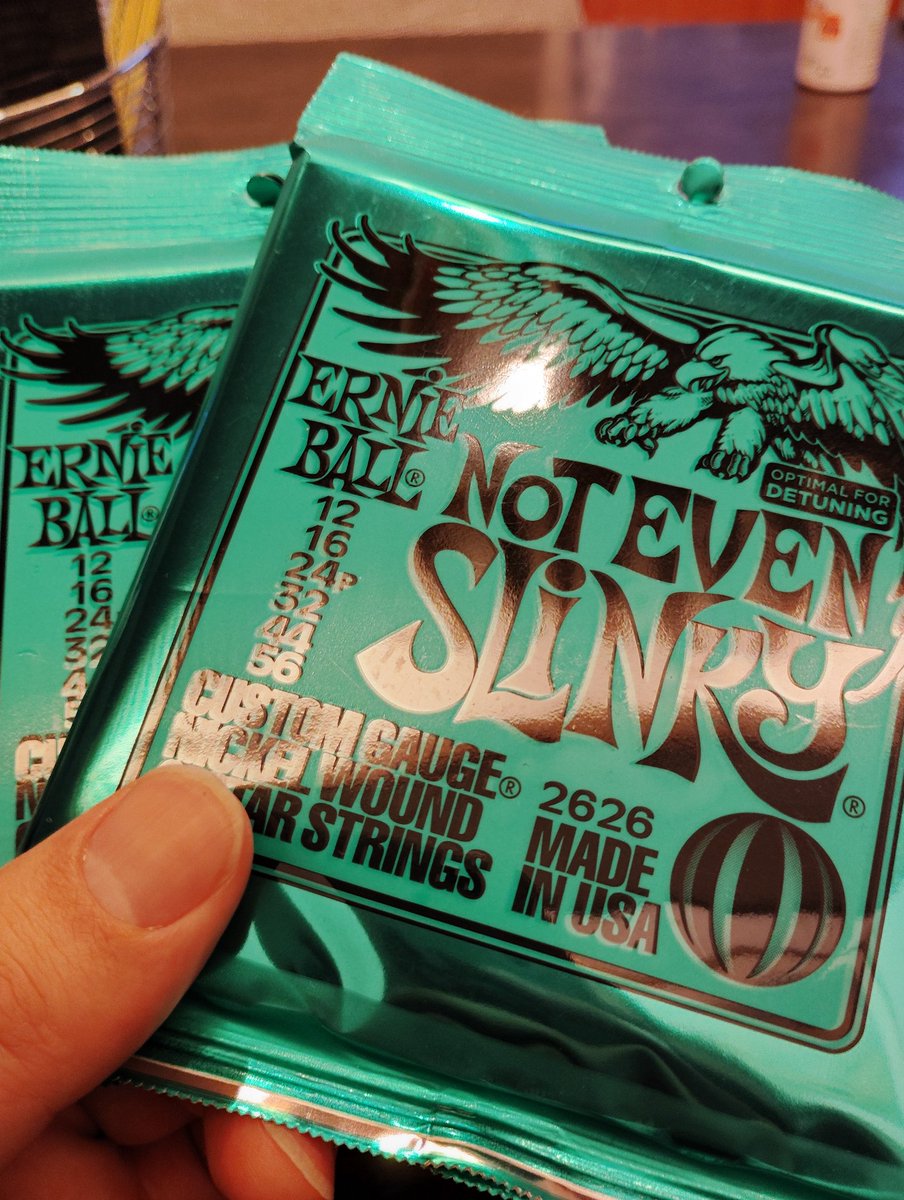 ERNIE
BALL®
12
16
24P
32
44
56
NOT EVEN
SLINKY®
OPTIMAL FOR
DETUNING
CUSTOM GAUGE®
NICKEL WOUND
STRINGS
2626
MADE
IN USA
ERNIE
BALL®
12
16
24